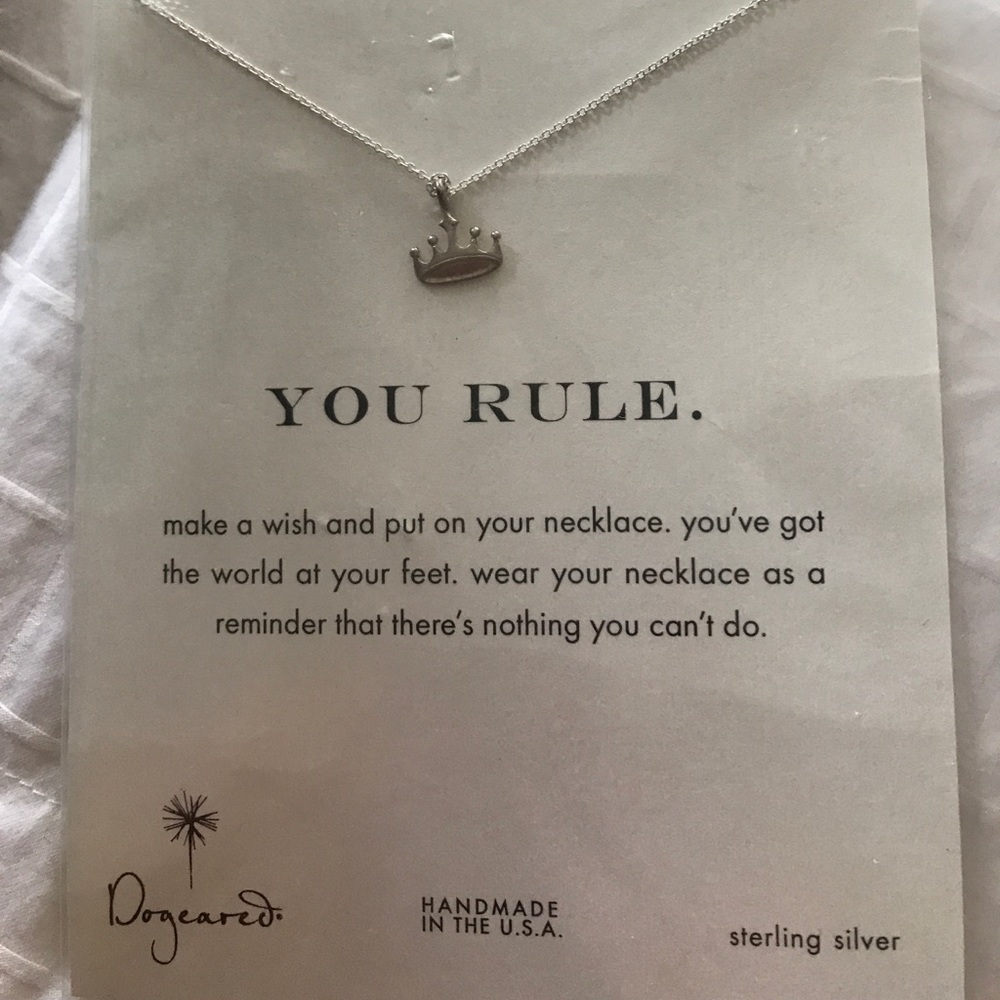 YOU RULE.
make a wish and put on your necklace. you've got
the world at your feet. wear your necklace as a
reminder that there's nothing you can't do.
Dogeared
HANDMADE
IN THE U.S.A.
sterling silver